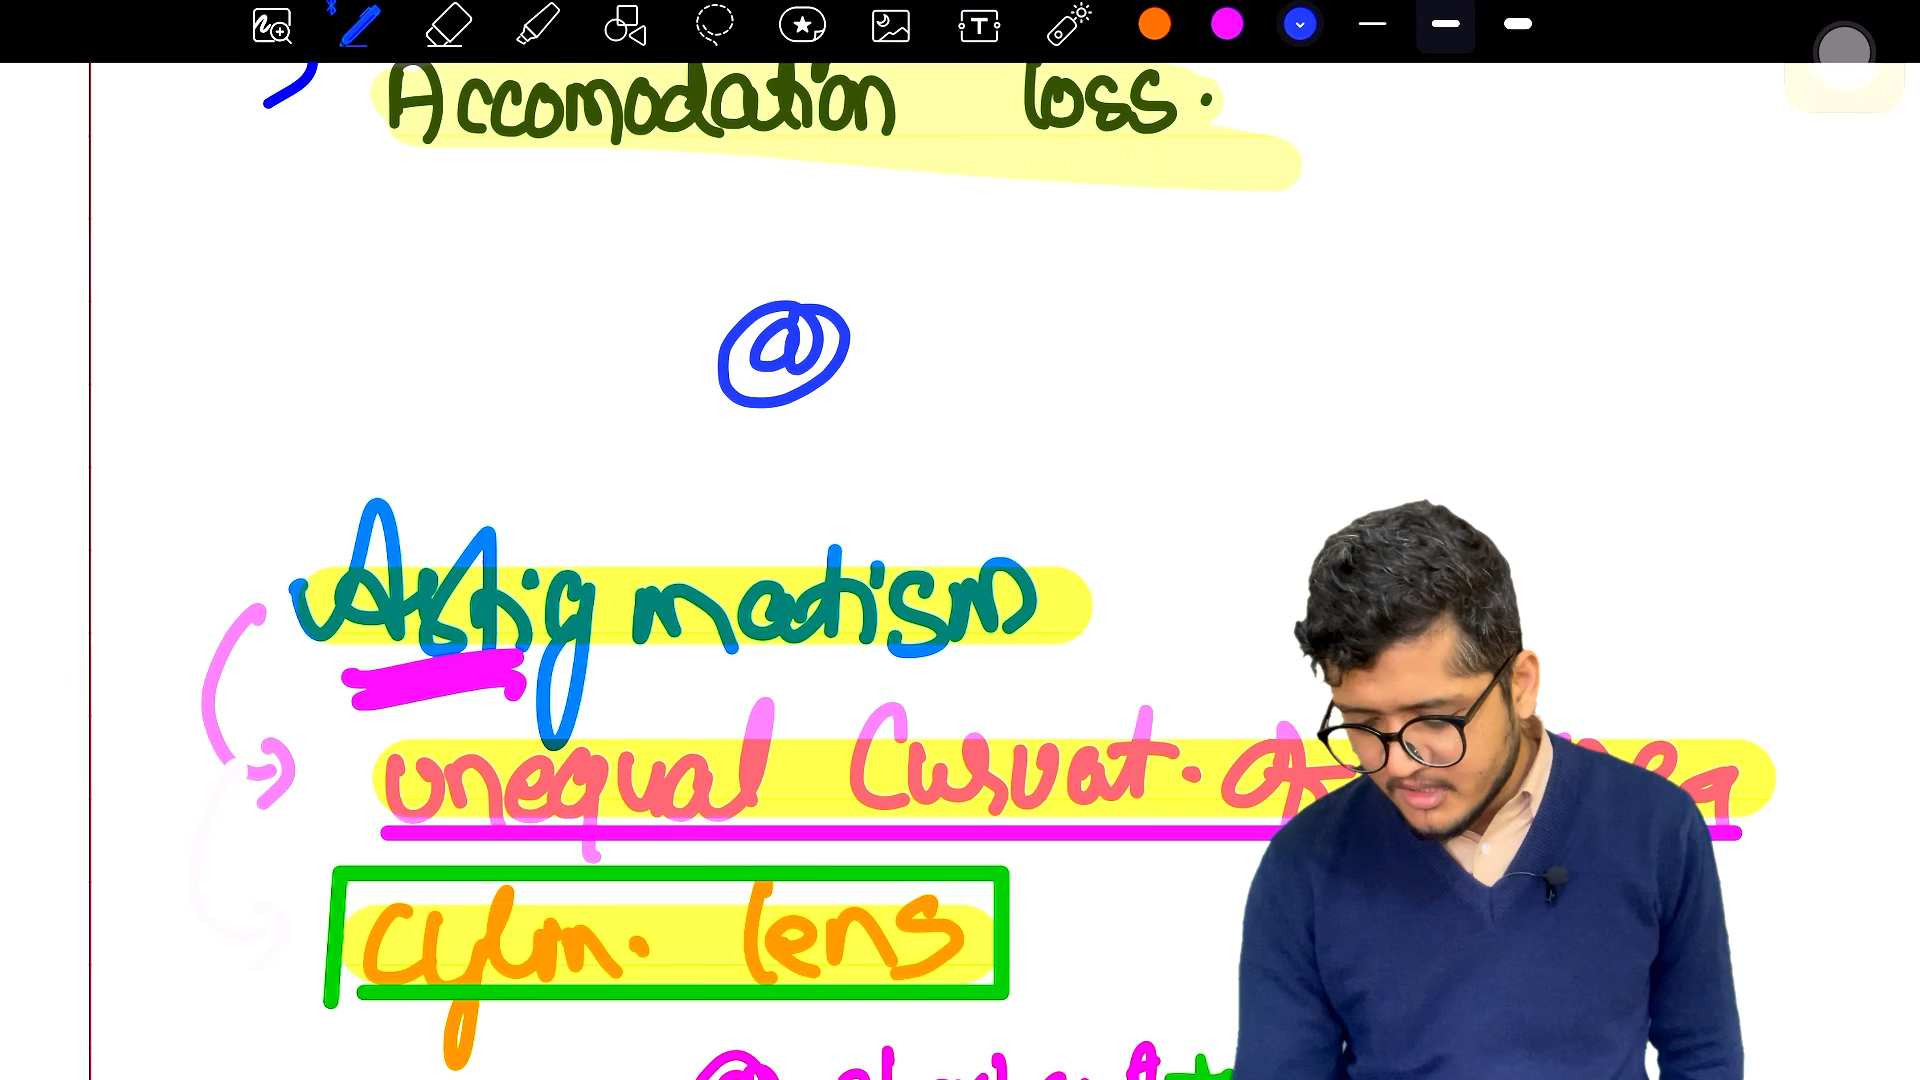 Accomodation loss.
@
Astigmatism
unequal Curvat. of
Cylin. lens